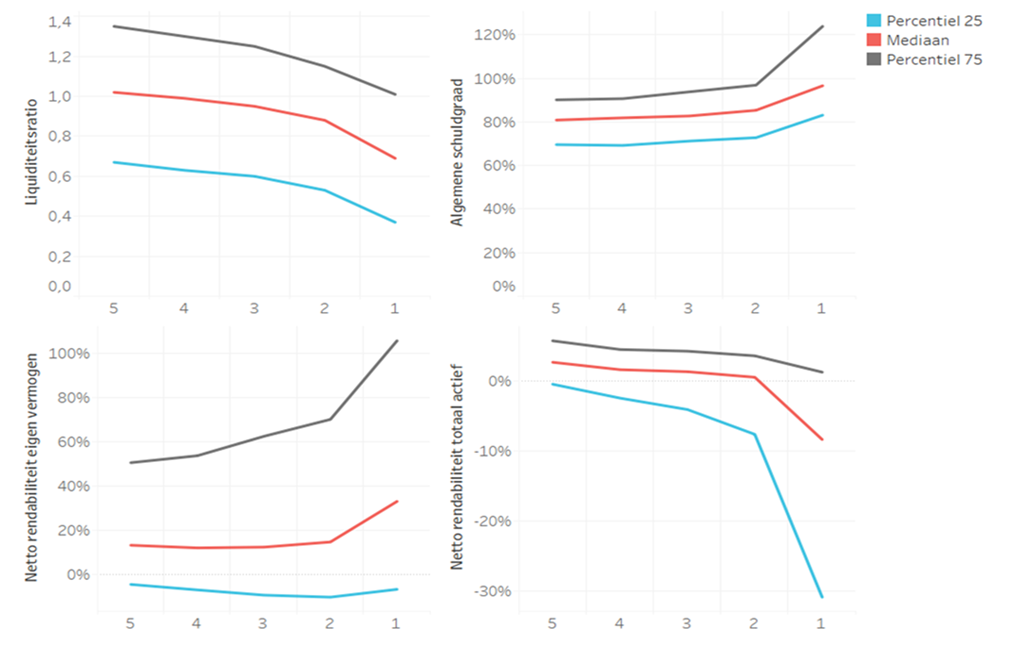 Liquiditeitsratio
1,4
1,2
1,0
0,8
0,6
0,4
0,2
0,0
5 4 3 2 1
Algemene schuldgraad
120%
100%
80%
60%
40%
20%
0%
5 4 3 2 1
Percentiel 25
Mediaan
Percentiel 75
Netto rendabiliteit eigen vermogen
100%
80%
60%
40%
20%
0%
5 4 3 2 1
Netto rendabiliteit totaal actief
0%
-10%
-20%
-30%
5 4 3 2 1